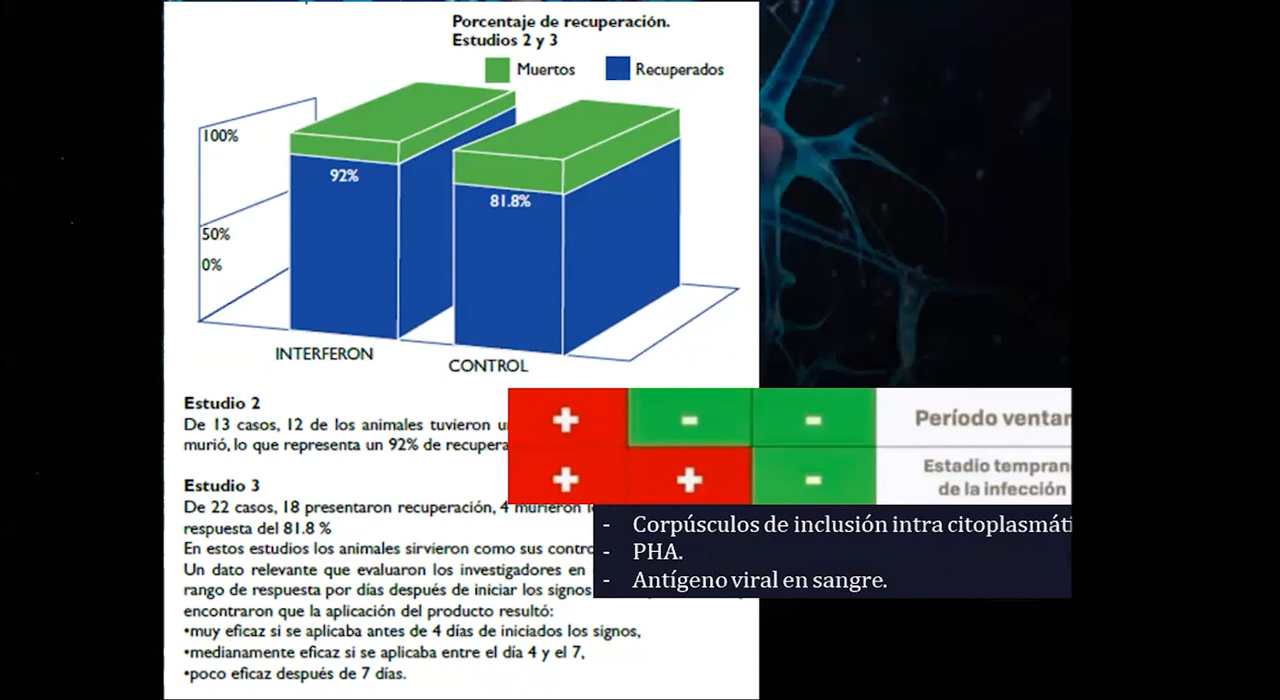 Porcentaje de recuperación.
Estudios 2 y 3
Muertos
Recuperados
100%
50%
0%
92%
81.8%
INTERFERON
CONTROL
Estudio 2
De 13 casos, 12 de los animales tuvieron
murió, lo que representa un 92% de
Estudio 3
De 22 casos, 18 presentaron recuperación, 4 murieron
respuesta del 81.8 %
En estos estudios los animales sirvieron como sus
Un dato relevante que evaluaron los investigadores en
rango de respuesta por días después de iniciar los signos
encontraron que la aplicación del producto resultó:
•muy eficaz si se aplicaba antes de 4 días de iniciados los signos,
•medianamente eficaz si se aplicaba entre el día 4 y el 7,
•poco eficaz después de 7 días.
+ - - Período
+ + - Estadio
de la infección
- Corpúsculos de inclusión intra
- PHA.
- Antígeno viral en sangre.